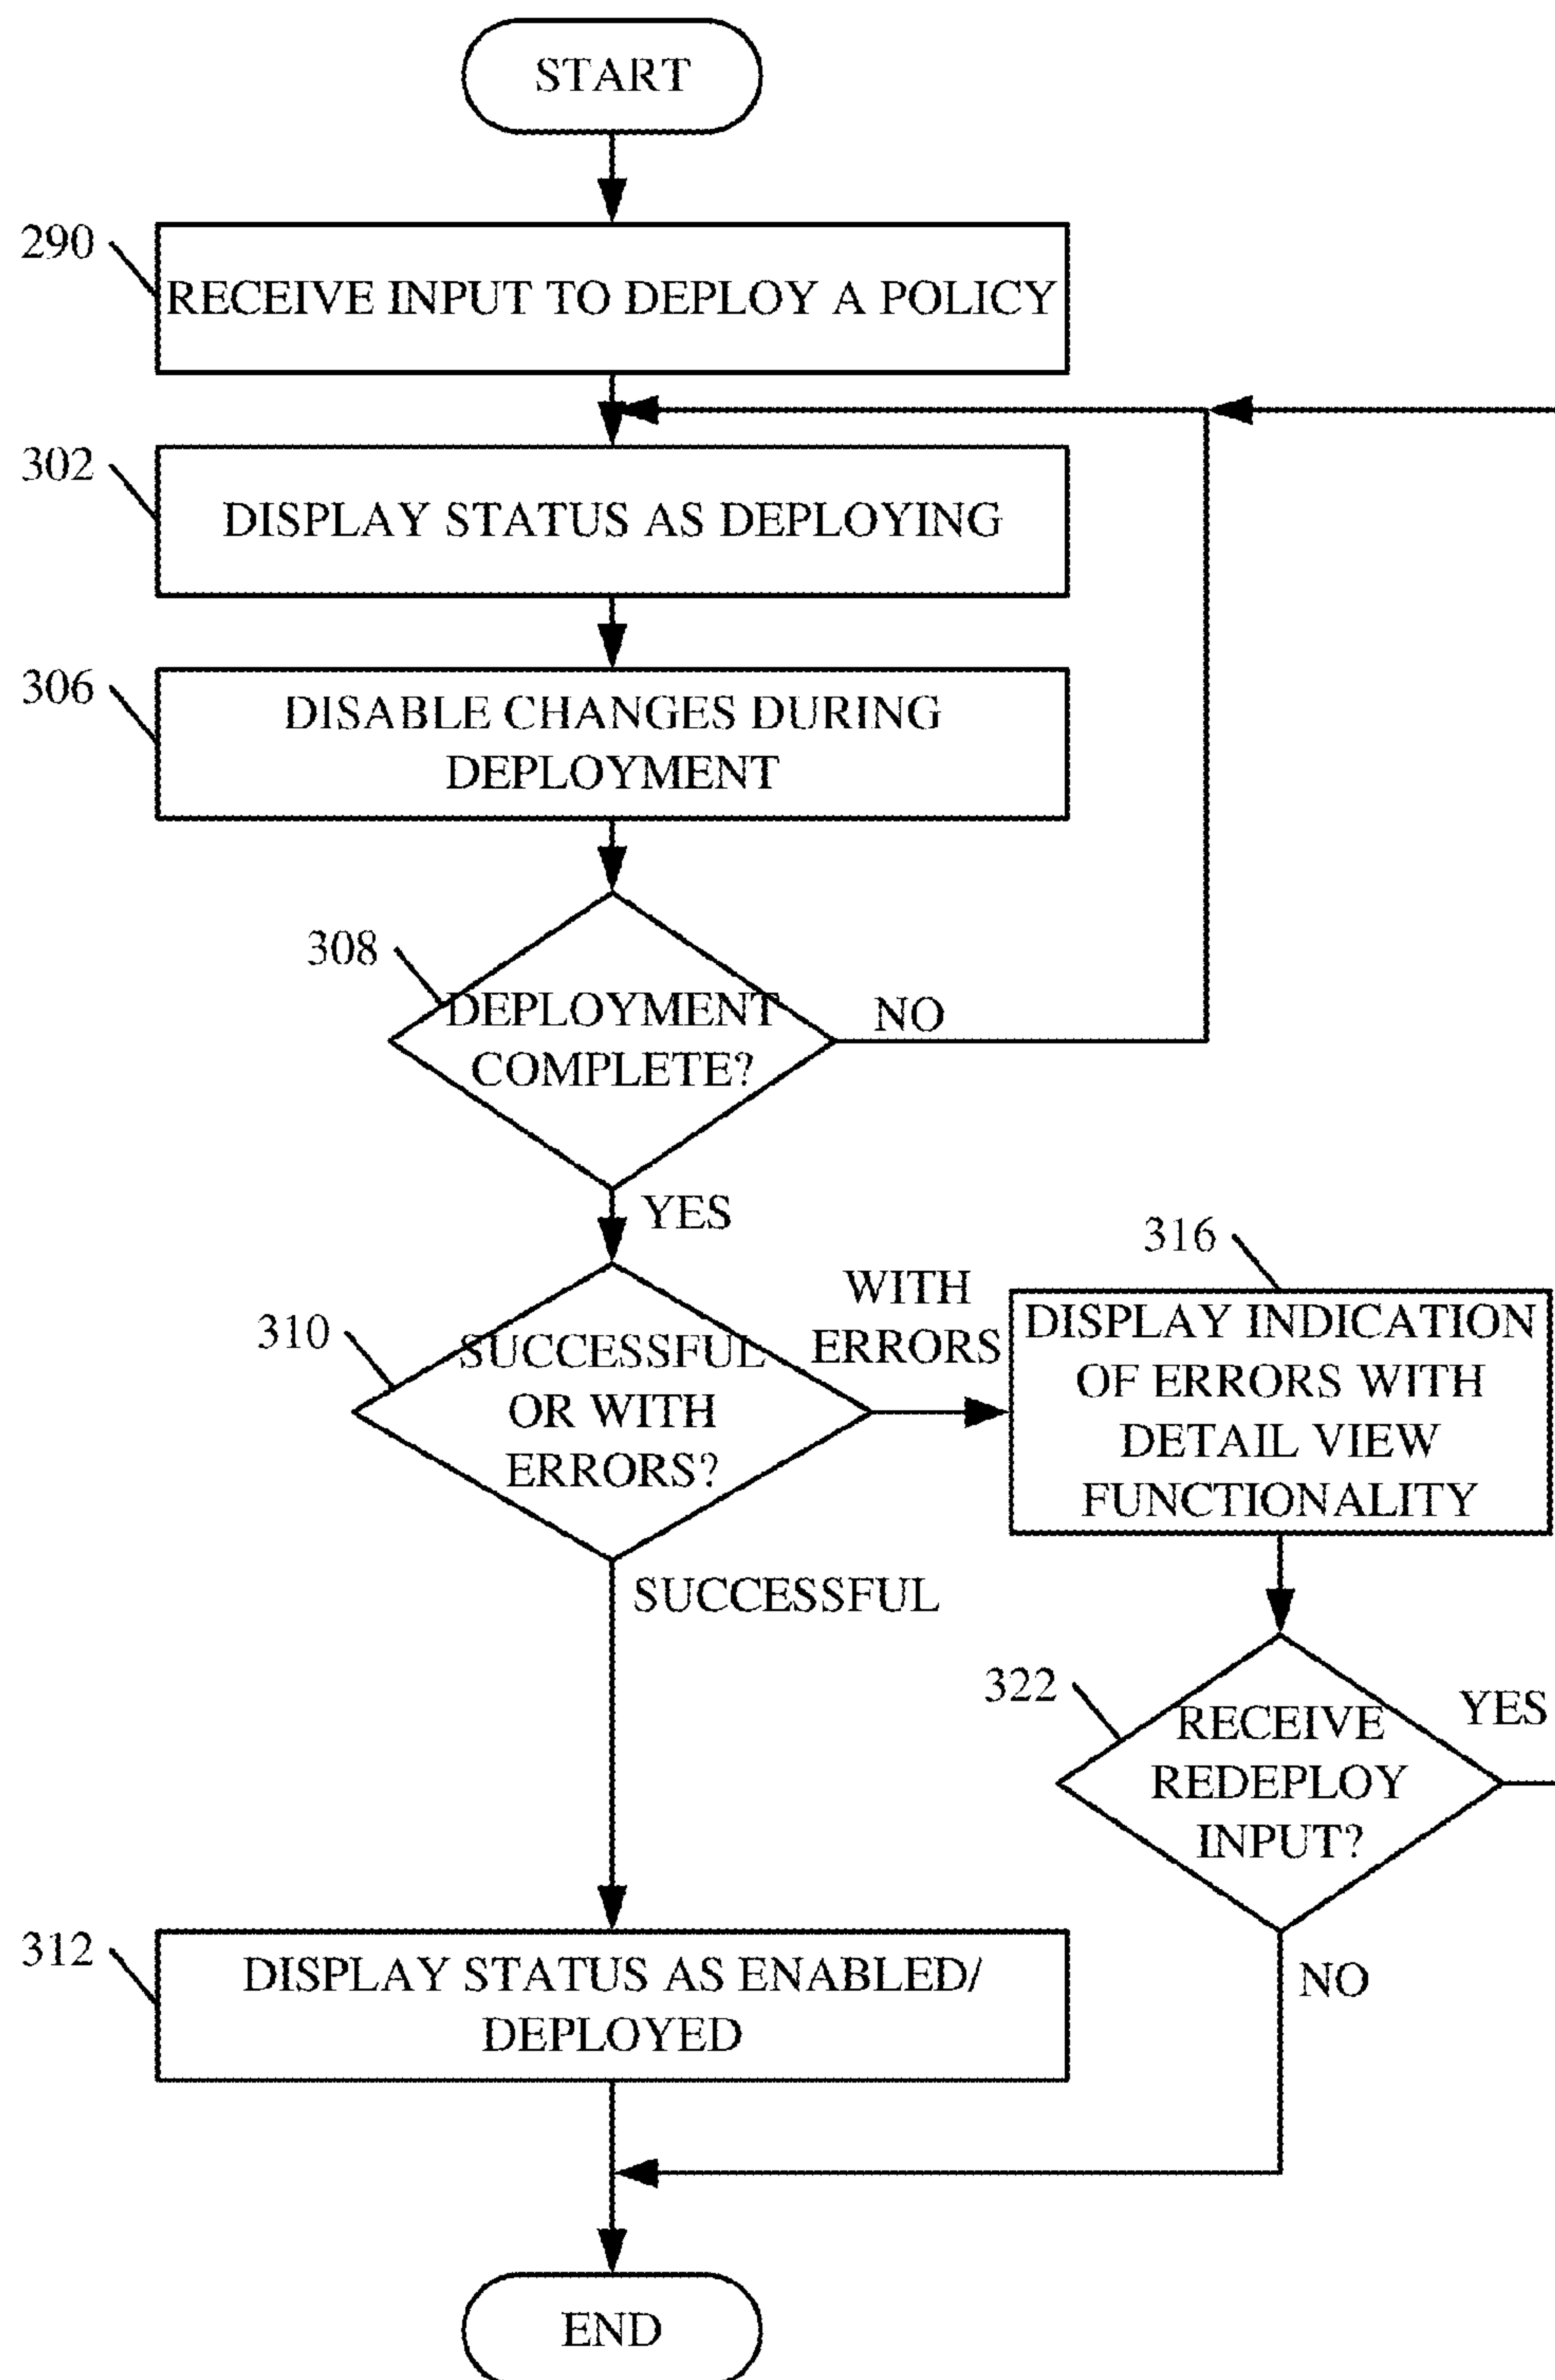 START
290
RECEIVE INPUT TO DEPLOY A POLICY
302
DISPLAY STATUS AS DEPLOYING
306
DISABLE CHANGES DURING
DEPLOYMENT
308
DEPLOYMENT
COMPLETE?
NO
YES
310
SUCCESSFUL
OR WITH
ERRORS?
WITH
ERRORS
316
DISPLAY INDICATION
OF ERRORS WITH
DETAIL VIEW
FUNCTIONALITY
SUCCESSFUL
322
RECEIVE
REDEPLOY
INPUT?
YES
NO
312
DISPLAY STATUS AS ENABLED/
DEPLOYED
END